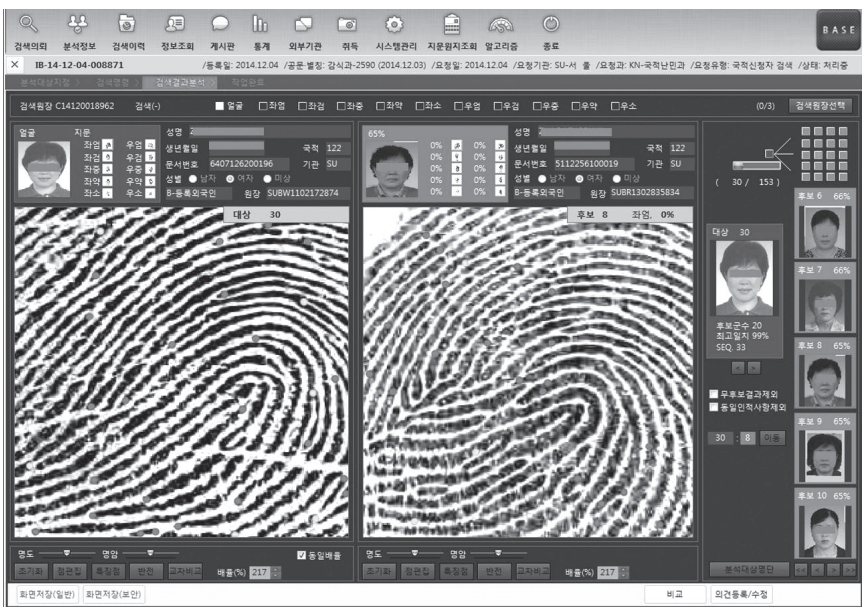 검색의뢰 분석정보 검색이력 정보조회 게시판 통계 외부기관 취득 시스템관리 지문원지조회 알고리즘 종료
BASE
× IB-14-12-04-008871 /등록일: 2014.12.04 /공문·별칭: 감식과-2590 (2014.12.03) /요청일: 2014.12.04 /요청기관: SU-서 울 /요청과: KN-국적난민과 /요청유형: 국적신청자 검색 /상태: 처리중
분석대상지정 > 검색명중 > 검색결과분석 > 작업완료
검색원장 C14120018962 검색(-) 얼굴 좌엄 좌검 좌중 좌약 좌소 우엄 우검 우중 우약 우소 (0/3) 검색원장선택
얼굴 지문
좌엄 우엄
좌검 우검
좌중 우중
좌약 우약
좌소 우소
성명
생년월일 국적 122
문서번호 6407126200196 기관 SU
성별 남자 여자 미상
B-등록외국인 원장 SUBW1102172874
대상 30
65%
0% 0%
0% 0%
0% 0%
0% 0%
0% 0%
성명
생년월일 국적 122
문서번호 5112256100019 기관 SU
성별 남자 여자 미상
B-등록외국인 원장 SUBR1302835834
후보 8 좌엄, 0%
( 30 / 153 )
대상 30
후보군수 20
최고일치 99%
SEQ. 33
< >
무후보결과제외
동일인적사항제외
30 : 8 이동
후보 6 66%
후보 7 66%
후보 8 65%
후보 9 65%
후보 10 65%
명도 명암 동일배율
초기화 점편집 특징점 반전 교차비교 배율(%) 217
명도 명암
초기화 점편집 특징점 반전 교차비교 배율(%) 217
분석대상명단 << < > >>
화면저장(일반) 화면저장(보안) 비교 의견등록/수정